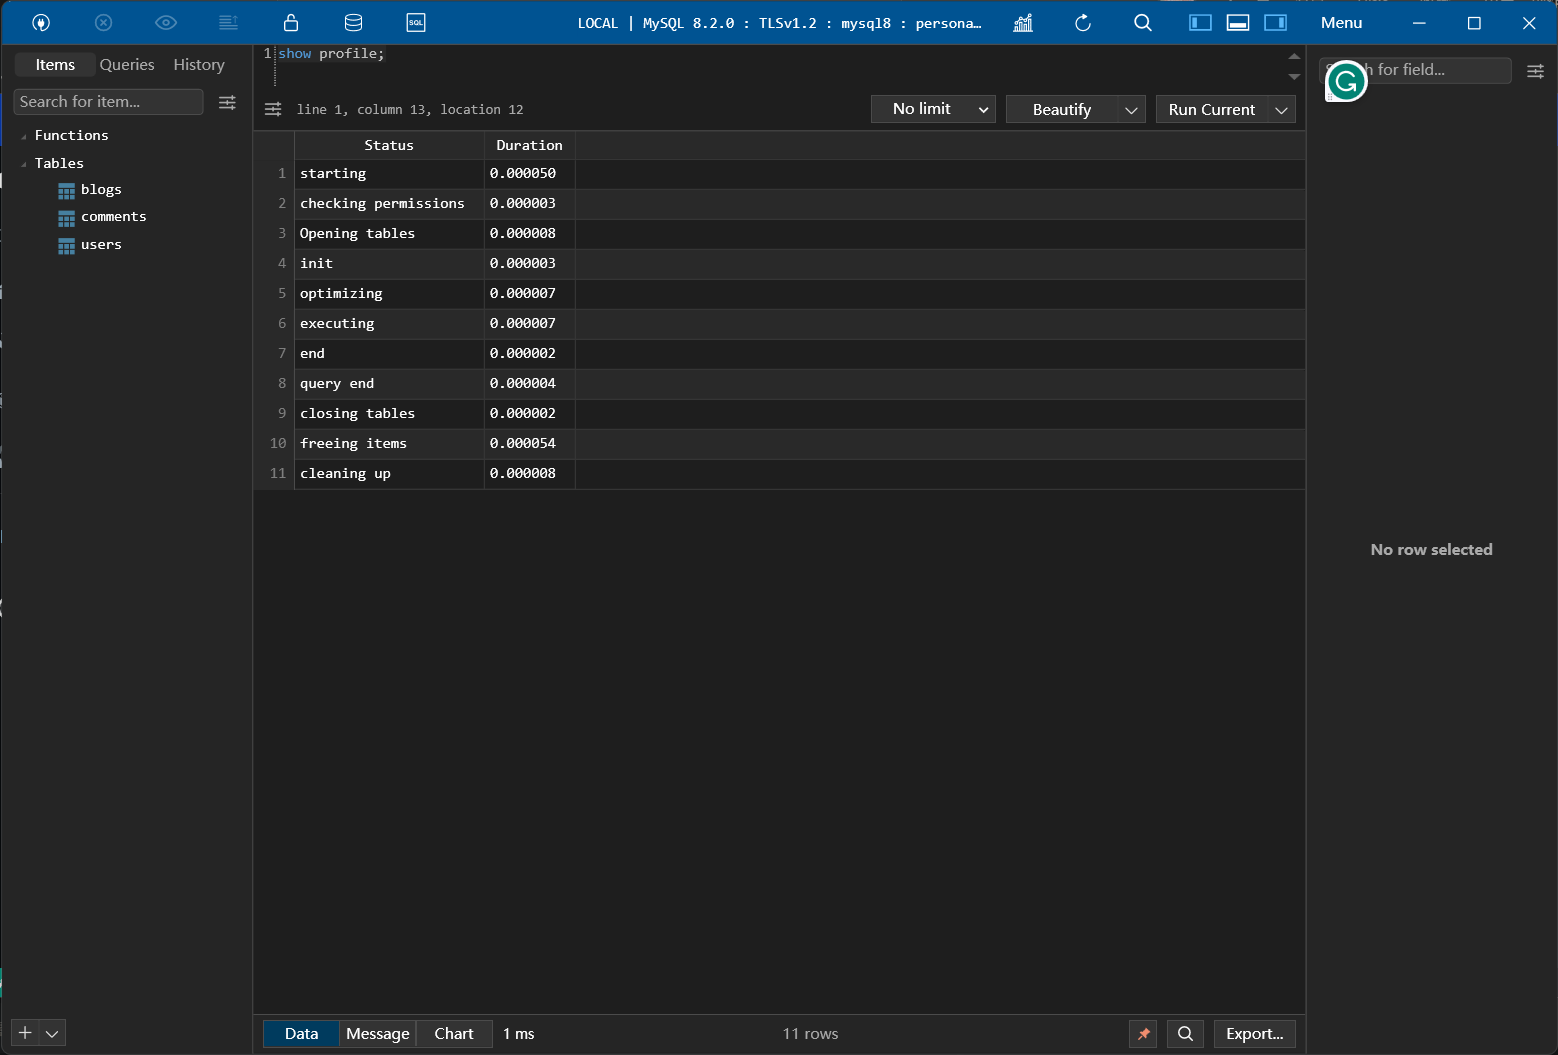 SQL
LOCAL | MySQL 8.2.0 : TLSv1.2 : mysql8 : persona...
Menu
Items Queries History
Search for item...
Functions
Tables
blogs
comments
users
1 show profile;
line 1, column 13, location 12
No limit
Beautify
Run Current
h for field...
Status Duration
1 starting 0.000050
2 checking permissions 0.000003
3 Opening tables 0.000008
4 init 0.000003
5 optimizing 0.000007
6 executing 0.000007
7 end 0.000002
8 query end 0.000004
9 closing tables 0.000002
10 freeing items 0.000054
11 cleaning up 0.000008
No row selected
Data Message Chart 1 ms
11 rows
Export...